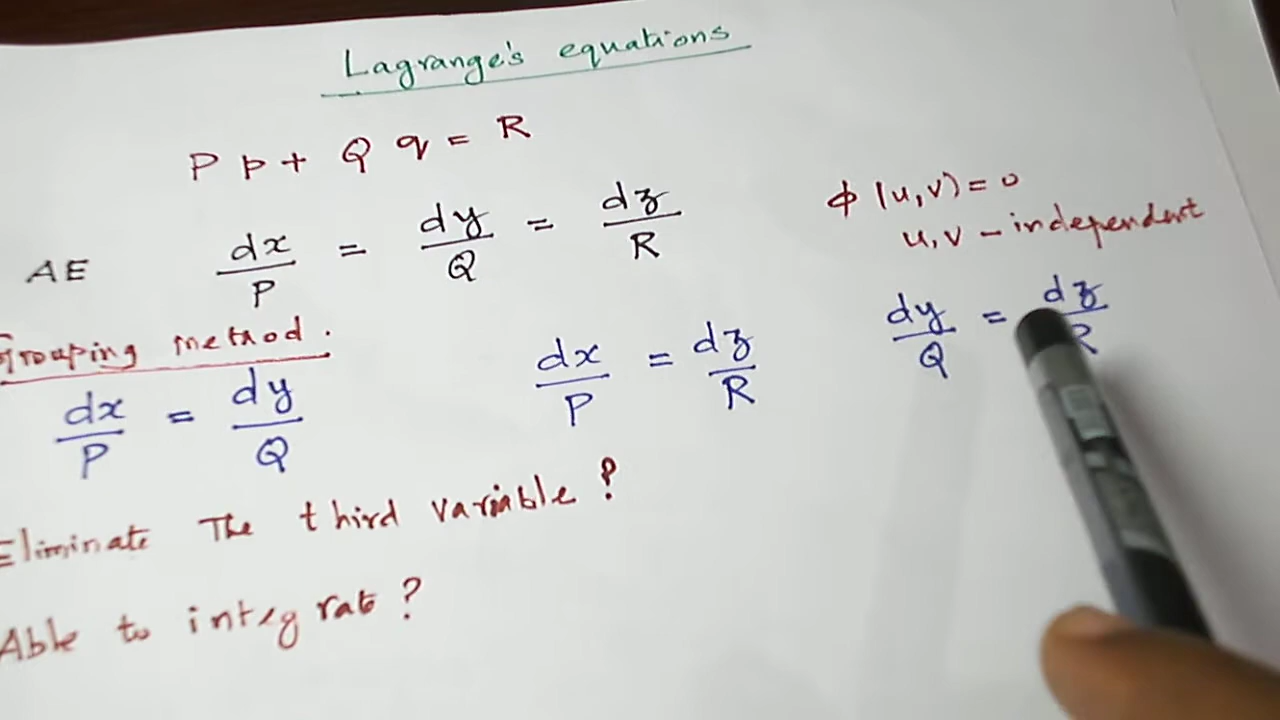 Lagrange's equations
P p + Q q = R
AE dx/P = dy/Q = dz/R
ϕ (u,v) = 0
u,v - independent
Grouping method.
dx/P = dy/Q
dx/P = dz/R
dy/Q = dz/R
Eliminate The third variable?
Able to integrate?